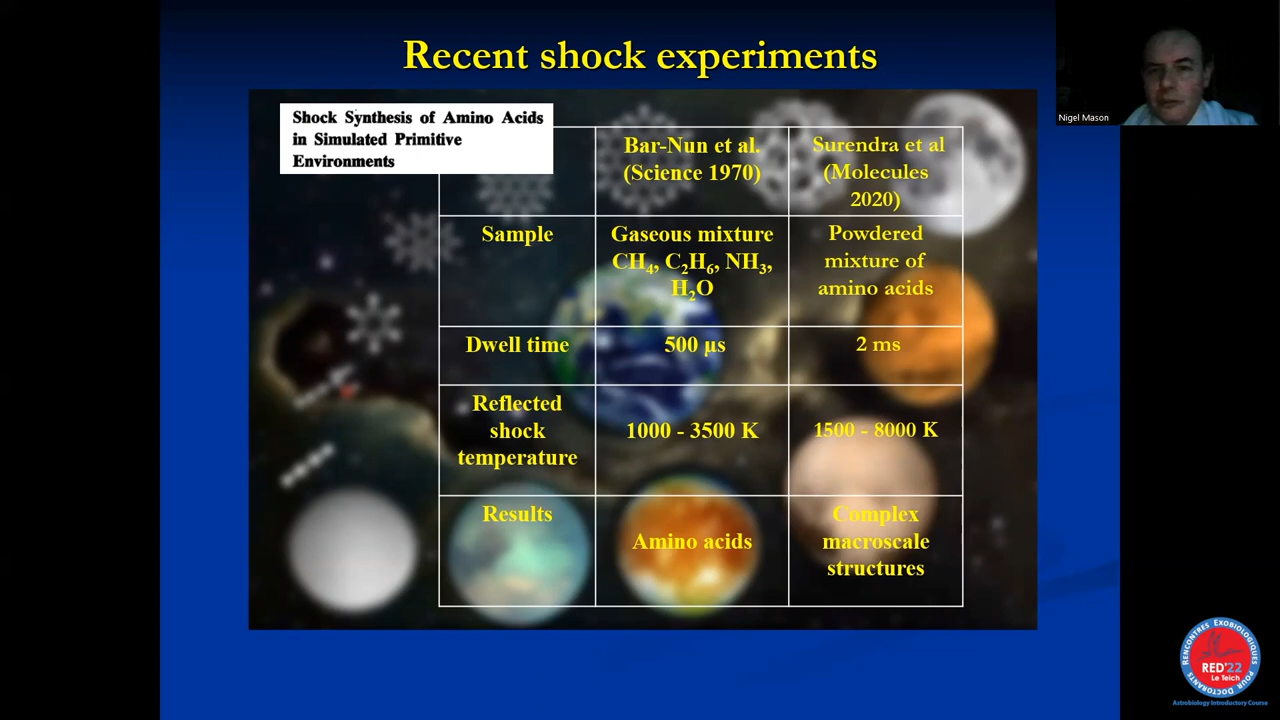 Recent shock experiments
Nigel Mason
Shock Synthesis of Amino Acids
in Simulated Primitive
Environments
Bar-Nun et al.
(Science 1970)
Surendra et al
(Molecules
2020)
Sample
Gaseous mixture
CH₄, C₂H₆, NH₃,
H₂O
Powdered
mixture of
amino acids
Dwell time
500 µs
2 ms
Reflected
shock
temperature
1000 - 3500 K
1500 - 8000 K
Results
Amino acids
Complex
macroscale
structures
RENCONTRES EXOBIOLOGIQUES
POUR DOCTORANTS
RED'22
Le Teich
Astrobiology Introductory Course